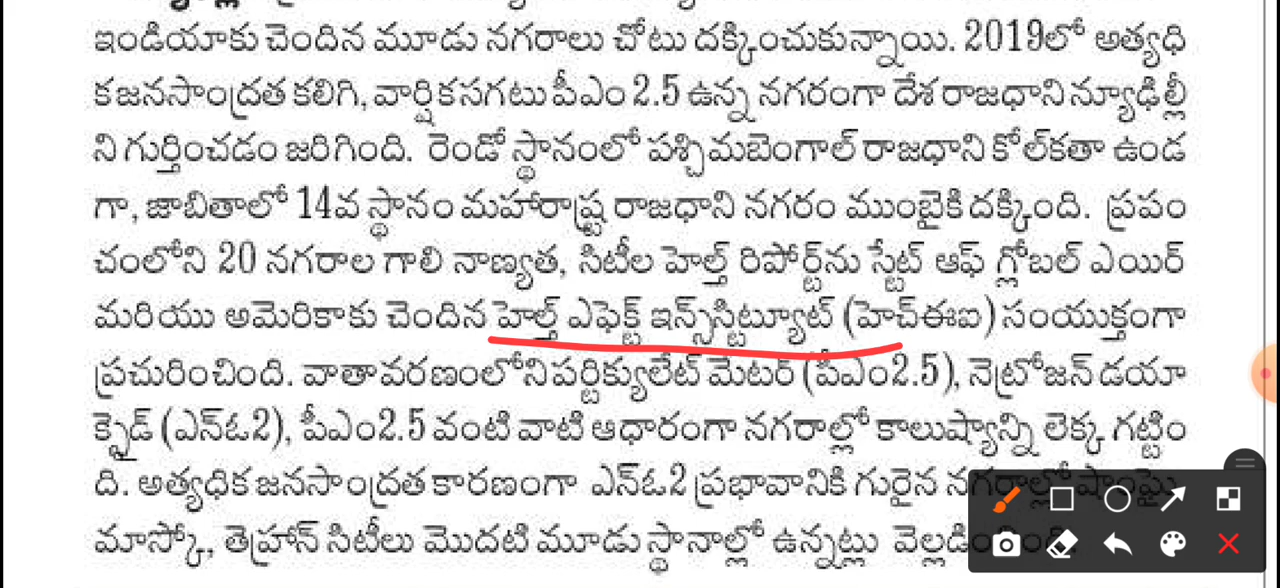 ఇండియాకు చెందిన మూడు నగరాలు చోటు దక్కించుకున్నాయి. 2019లో అత్యధి
కజనసాంద్రత కలిగి, వార్షికసగటు పీఎం 2.5 ఉన్న నగరంగా దేశ రాజధాని న్యూఢిల్లీ
ని గుర్తించడం జరిగింది. రెండో స్థానంలో పశ్చిమబెంగాల్ రాజధాని కోల్‌కతా ఉండ
గా, జాబితాలో 14వ స్థానం మహారాష్ట్ర రాజధాని నగరం ముంబైకి దక్కింది. ప్రపం
చంలోని 20 నగరాల గాలి నాణ్యత, సిటీల హెల్త్ రిపోర్ట్‌ను స్టేట్ ఆఫ్ గ్లోబల్ ఎయిర్
మరియు అమెరికాకు చెందిన హెల్త్ ఎఫెక్ట్ ఇన్స్‌స్టిట్యూట్ (హెచ్ఈఐ) సంయుక్తంగా
ప్రచురించింది. వాతావరణంలోని పర్టిక్యులేట్ మెటర్ (పీఎం2.5), నెట్రోజన్ డయా
క్సైడ్ (ఎన్ఓ2), పీఎం2.5 వంటి వాటి ఆధారంగా నగరాల్లో కాలుష్యాన్ని లెక్క గట్టిం
ది. అత్యధిక జనసాంద్రత కారణంగా ఎన్ఓ2 ప్రభావానికి గురైన నగరాల్లో షాంఘై,
మాస్కో, తెహ్రాన్ సిటీలు మొదటి మూడు స్థానాల్లో ఉన్నట్లు వెల్లడించింది.